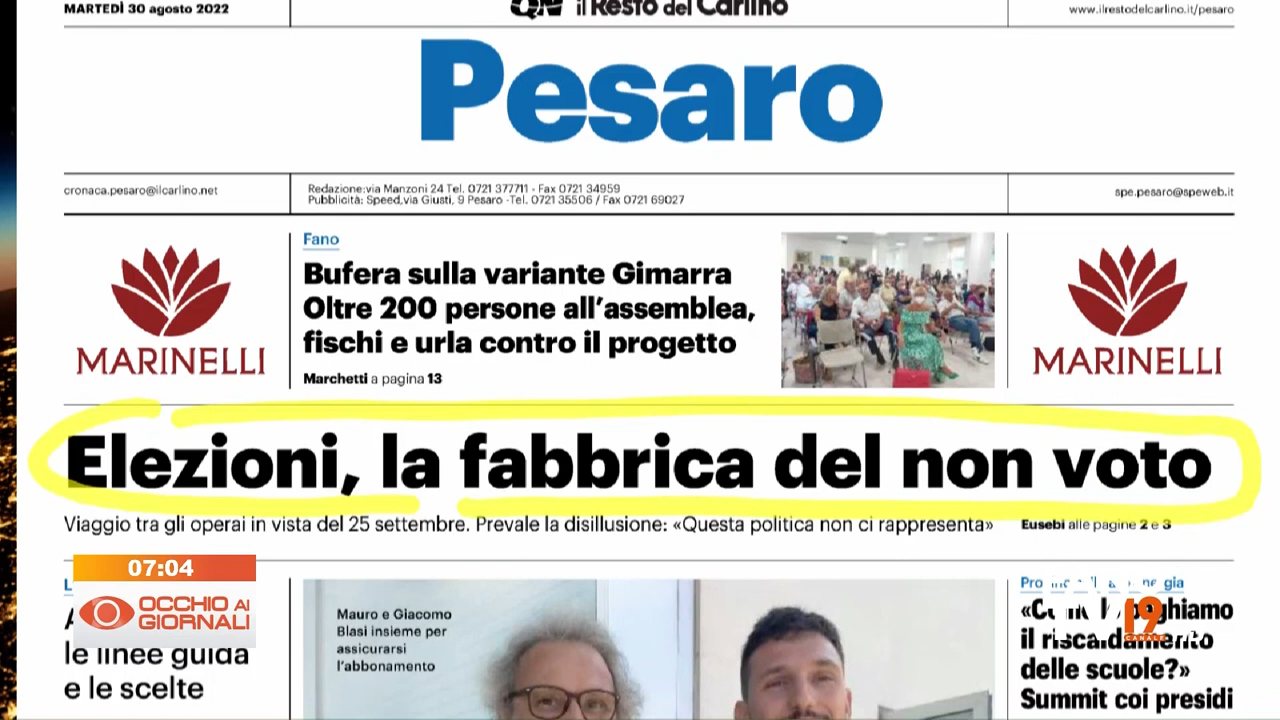 MARTEDÌ 30 agosto 2022
QN il Resto del Carlino
www.ilrestodelcarlino.it/pesaro
Pesaro
cronaca.pesaro@ilcarlino.net
Redazione:via Manzoni 24 Tel. 0721 377711 - Fax 0721 34959
Pubblicità: Speed,via Giusti, 9 Pesaro -Tel. 0721 35506 / Fax 0721 69027
spe.pesaro@speweb.it
MARINELLI
Fano
Bufera sulla variante Gimarra
Oltre 200 persone all'assemblea,
fischi e urla contro il progetto
Marchetti a pagina 13
MARINELLI
Elezioni, la fabbrica del non voto
Viaggio tra gli operai in vista del 25 settembre. Prevale la disillusione: «Questa politica non ci rappresenta»
Eusebi alle pagine 2 e 3
07:04
OCCHIO AI
GIORNALI
le linee guida
e le scelte
Mauro e Giacomo
Blasi insieme per
assicurarsi
l'abbonamento
19
CANALE
il riscaldamento
delle scuole?»
Summit coi presidi